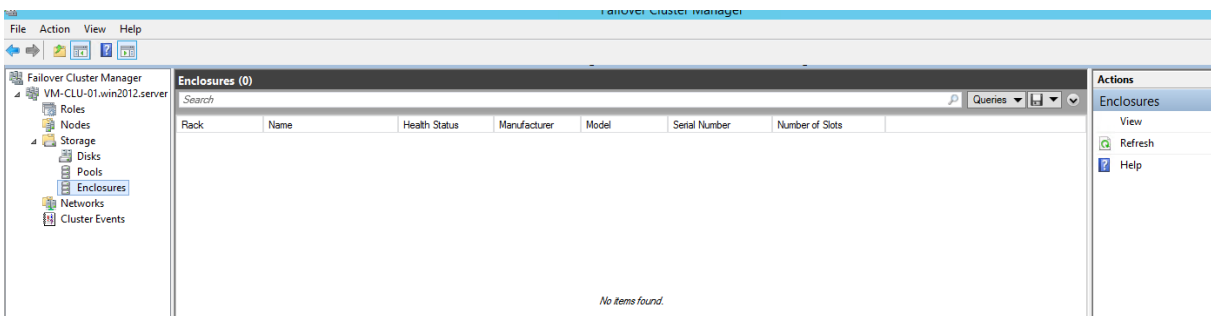 Failover Cluster Manager
File Action View Help
Failover Cluster Manager
VM-CLU-01.win2012.server
Roles
Nodes
Storage
Disks
Pools
Enclosures
Networks
Cluster Events
Enclosures (0)
Search
Queries
Rack Name Health Status Manufacturer Model Serial Number Number of Slots
No items found.
Actions
Enclosures
View
Refresh
Help